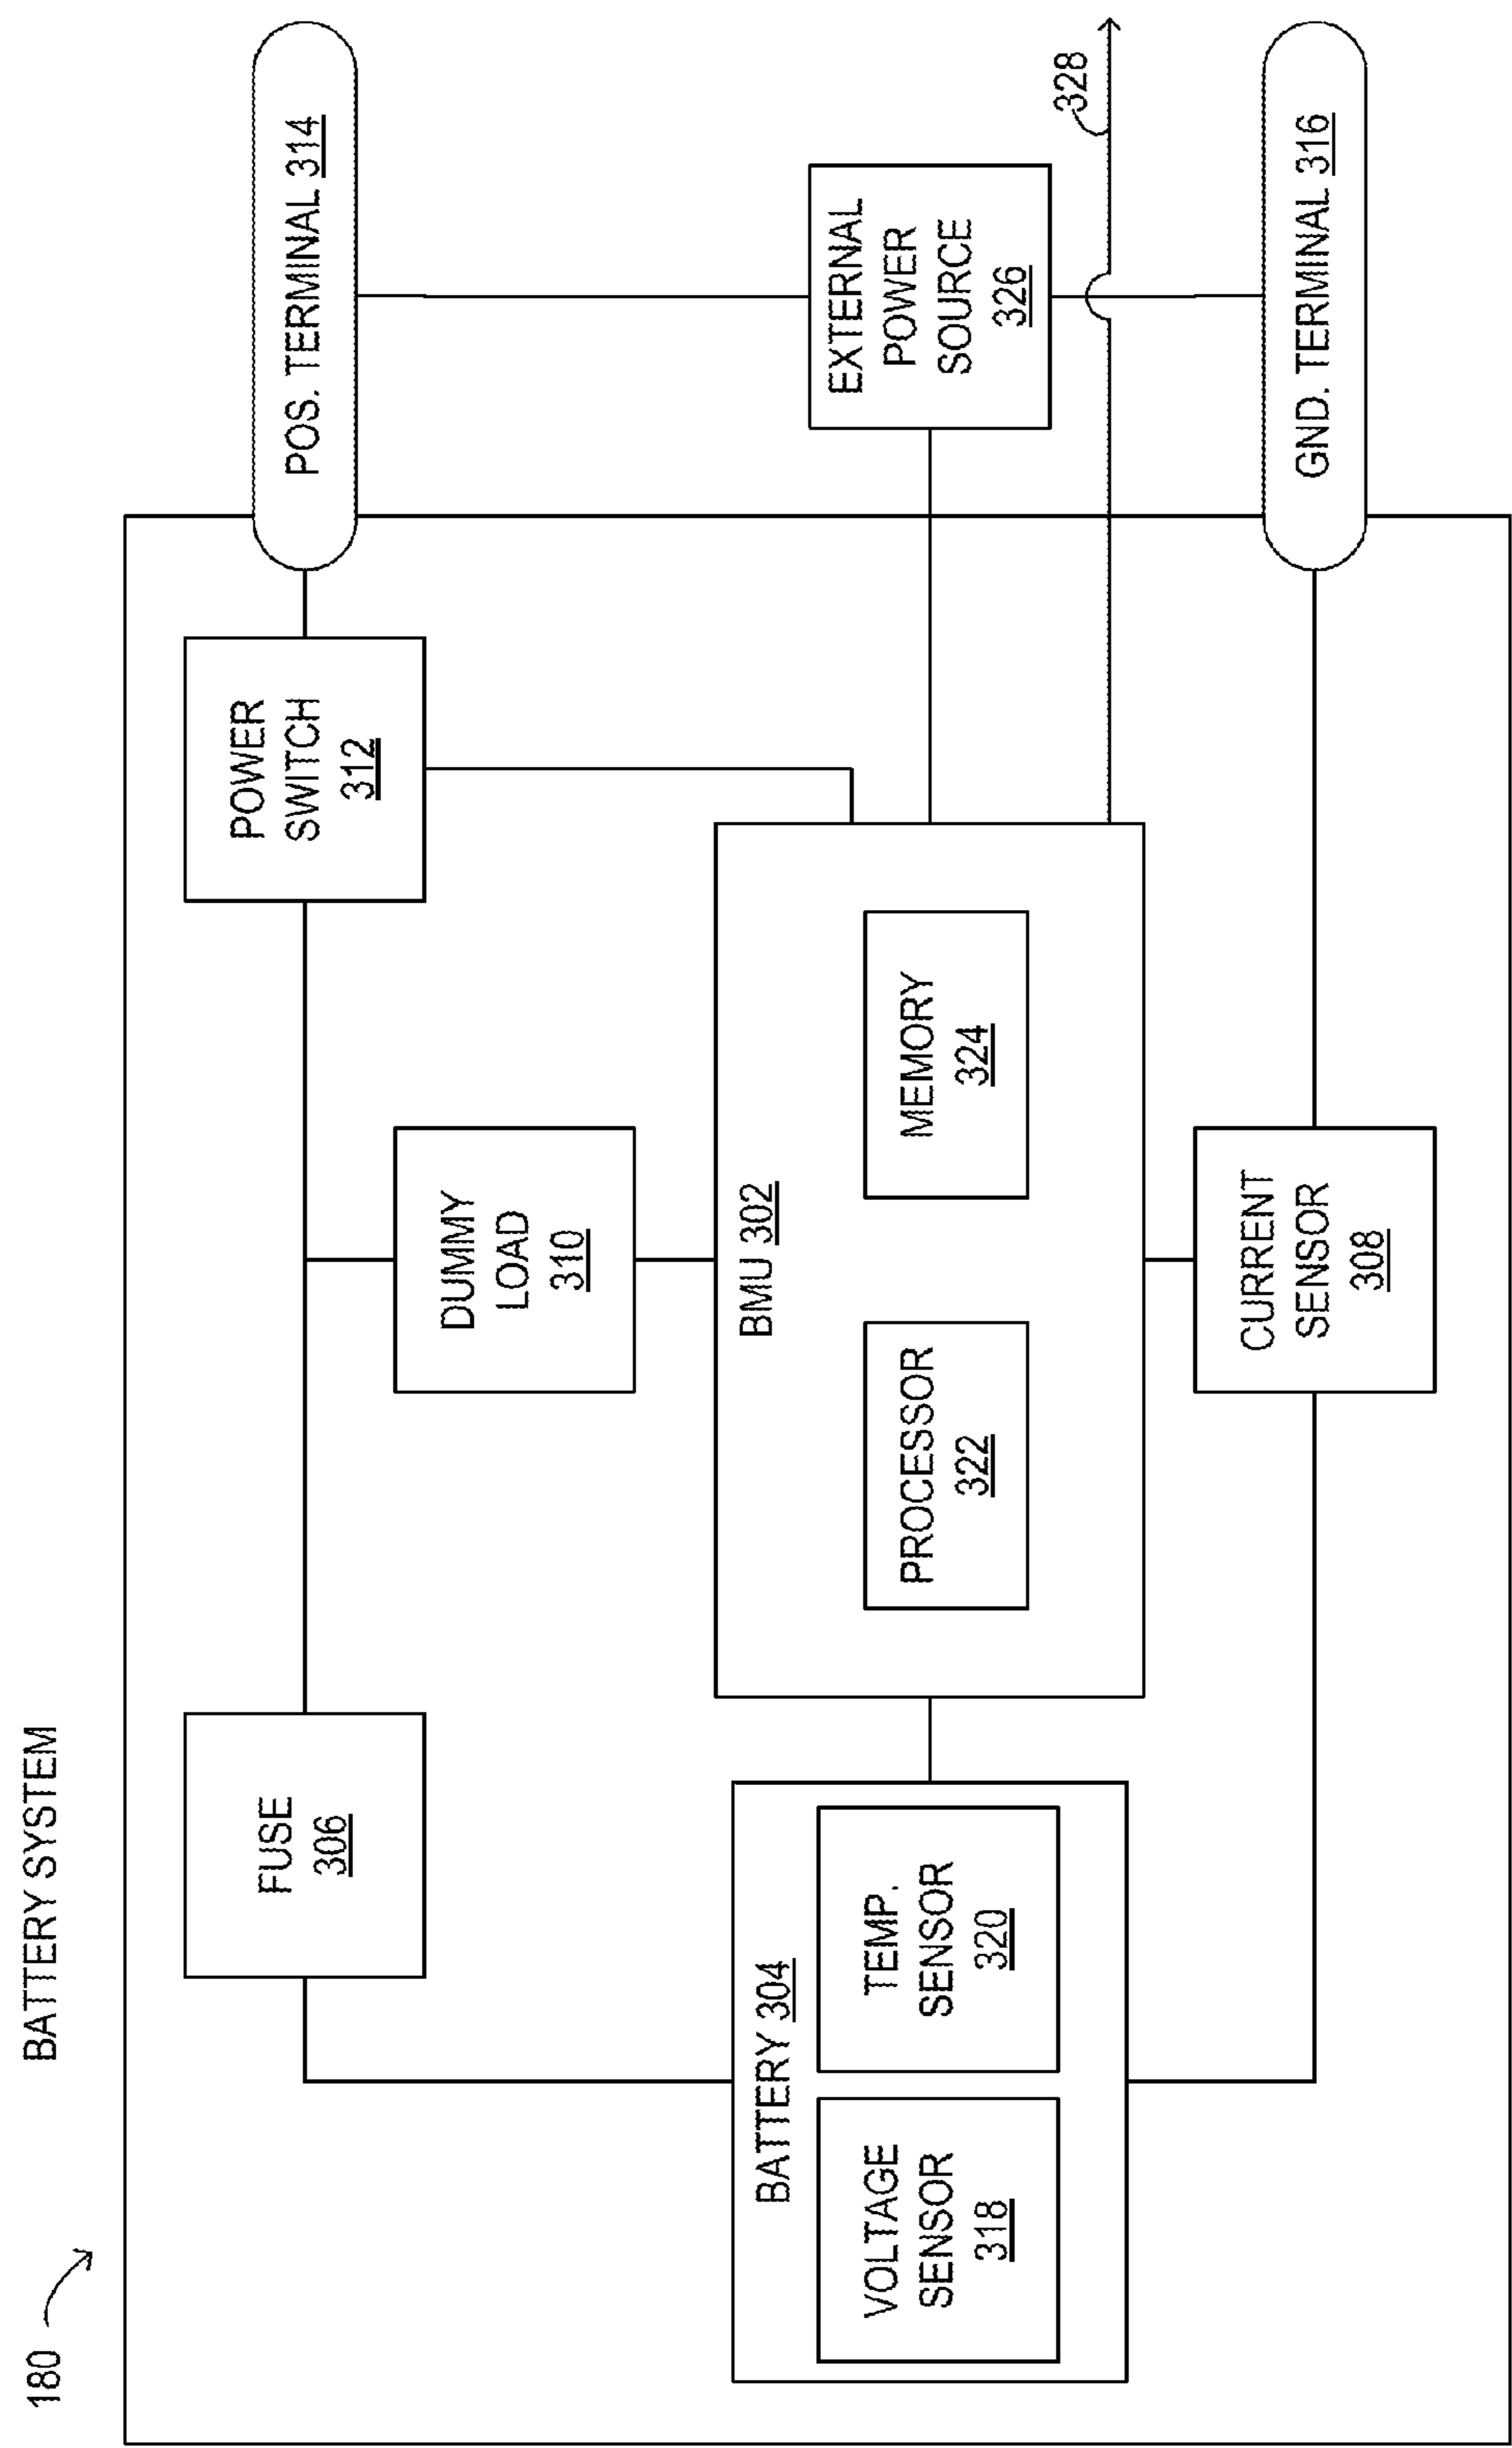 180
BATTERY SYSTEM
FUSE
306
POWER
SWITCH
312
POS. TERMINAL 314
DUMMY
LOAD
310
BATTERY 304
VOLTAGE
SENSOR
318
TEMP.
SENSOR
320
BMU 302
PROCESSOR
322
MEMORY
324
EXTERNAL
POWER
SOURCE
326
328
CURRENT
SENSOR
308
GND. TERMINAL 316